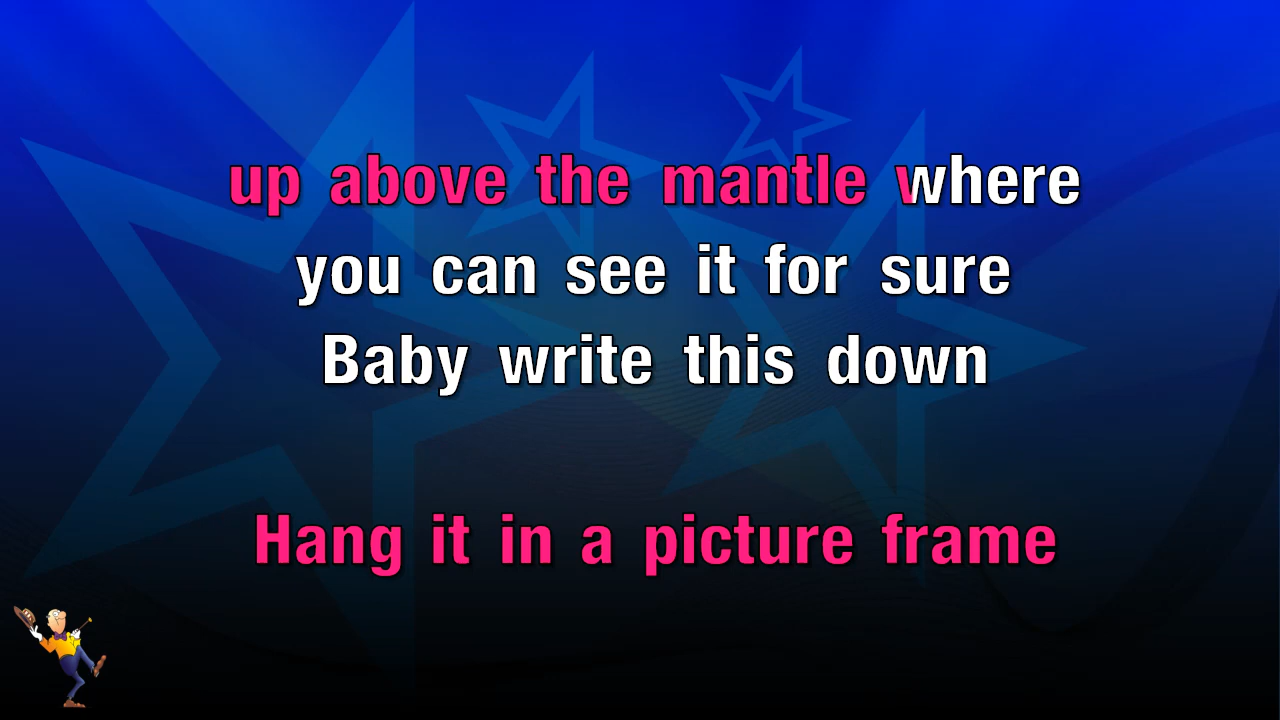 up above the mantle where
you can see it for sure
Baby write this down
Hang it in a picture frame